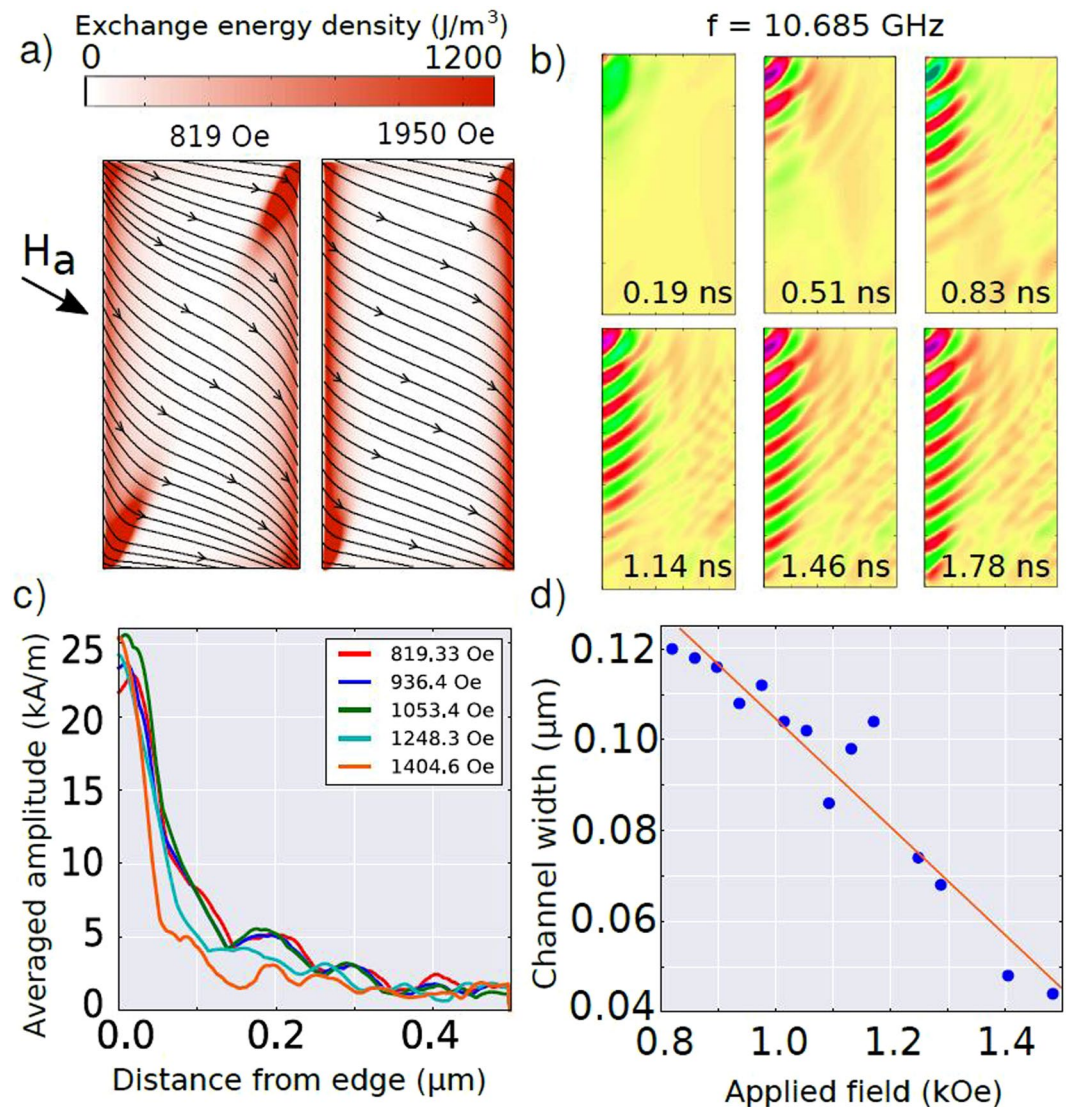 a)
Exchange energy density (J/m³)
0 1200
819 Oe 1950 Oe
Hₐ
b)
f = 10.685 GHz
0.19 ns 0.51 ns 0.83 ns
1.14 ns 1.46 ns 1.78 ns
c)
Averaged amplitude (kA/m)
25
20
15
10
5
0
819.33 Oe
936.4 Oe
1053.4 Oe
1248.3 Oe
1404.6 Oe
0.0 0.2 0.4
Distance from edge (μm)
d)
Channel width (μm)
0.12
0.10
0.08
0.06
0.04
0.8 1.0 1.2 1.4
Applied field (kOe)